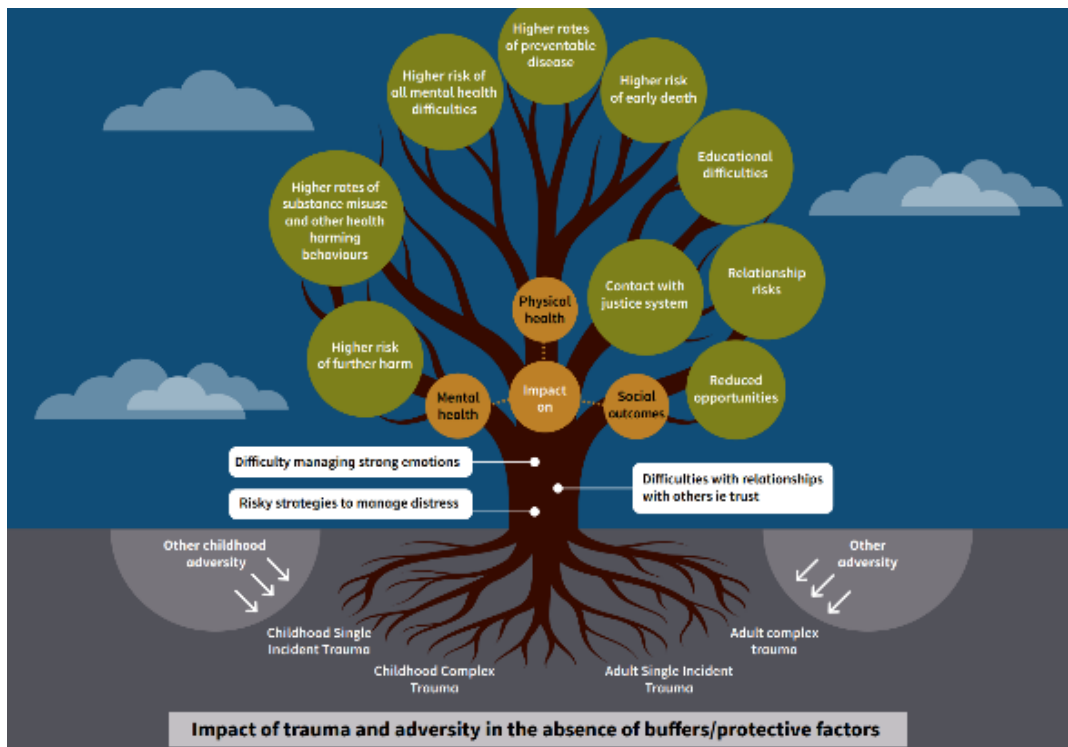 Higher rates
of preventable
disease
Higher risk of
all mental health
difficulties
Higher risk
of early death
Educational
difficulties
Higher rates of
substance misuse
and other health
harming
behaviours
Relationship
risks
Contact with
justice system
Physical
health
Higher risk
of further harm
Impact
on
Mental
health
Social
outcomes
Reduced
opportunities
Difficulty managing strong emotions
Difficulties with relationships
with others ie trust
Risky strategies to manage distress
Other childhood
adversity
Other
adversity
Childhood Single
Incident Trauma
Childhood Complex
Trauma
Adult Single Incident
Trauma
Adult complex
trauma
Impact of trauma and adversity in the absence of buffers/protective factors